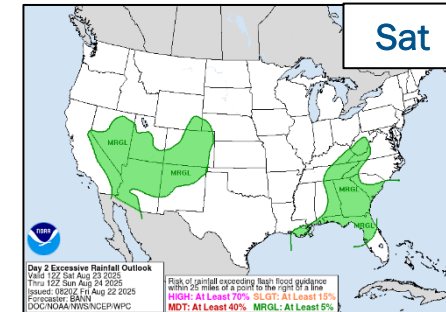 Sat
MRGL
MRGL
MRGL
MRGL
NOAA
Day 2 Excessive Rainfall Outlook
Valid 12Z Sat Aug 23 2025
Thru 12Z Sun Aug 24 2025
Issued: 0820Z Fri Aug 22 2025
Forecaster: BANN
DOC/NOAA/NWS/NCEP/WPC
Risk of rainfall exceeding flash flood guidance
within 25 miles of a point to the right of a line
HIGH: At Least 70% SLGT: At Least 15%
MDT: At Least 40% MRGL: At Least 5%